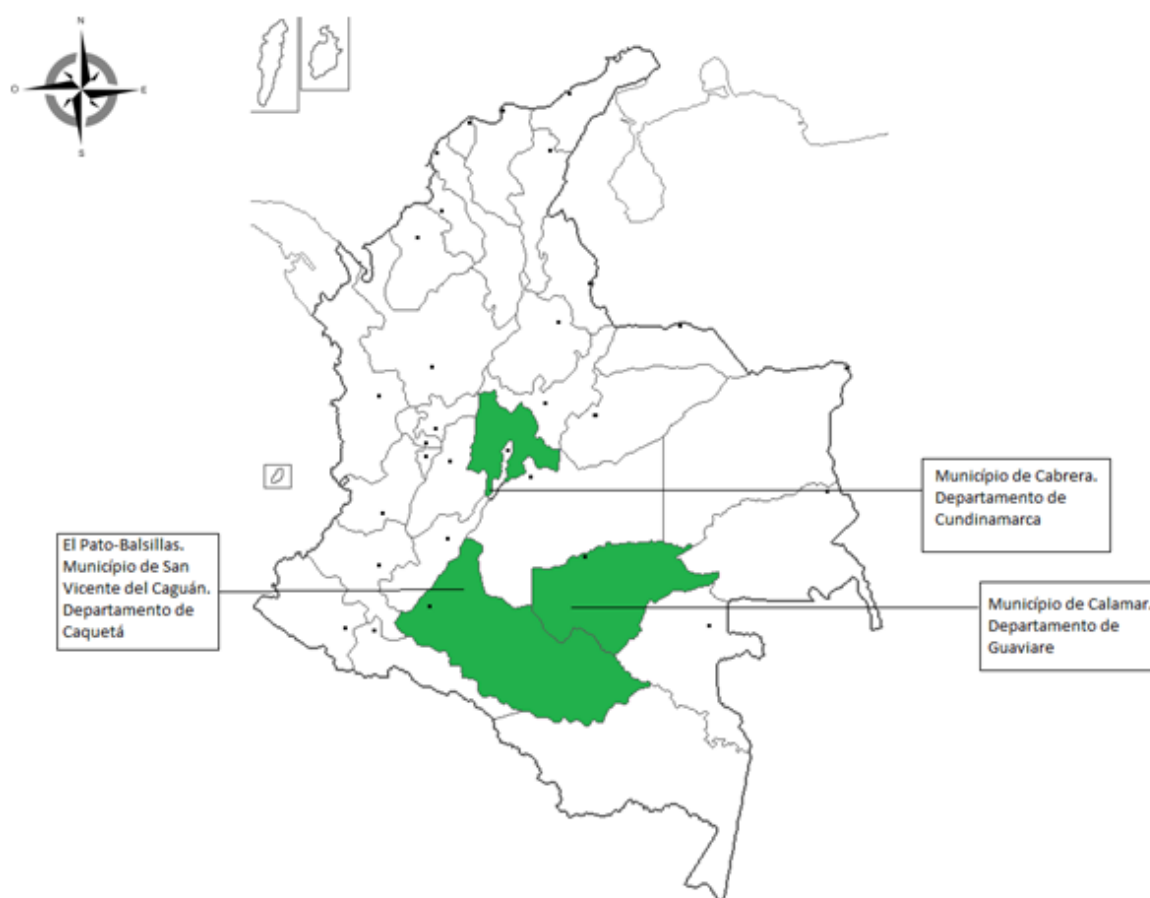 N
O
E
S
Município de Cabrera.
Departamento de
Cundinamarca
El Pato-Balsillas.
Município de San
Vicente del Caguán.
Departamento de
Caquetá
Município de Calamar.
Departamento de
Guaviare